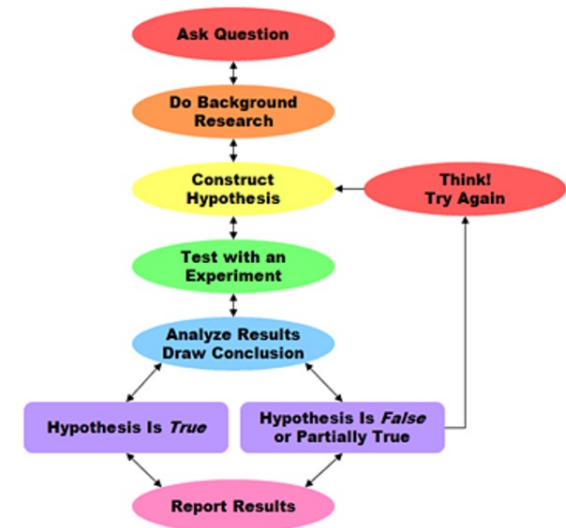 Ask Question
Do Background
Research
Construct
Hypothesis
Think!
Try Again
Test with an
Experiment
Analyze Results
Draw Conclusion
Hypothesis Is True
Hypothesis Is False
or Partially True
Report Results